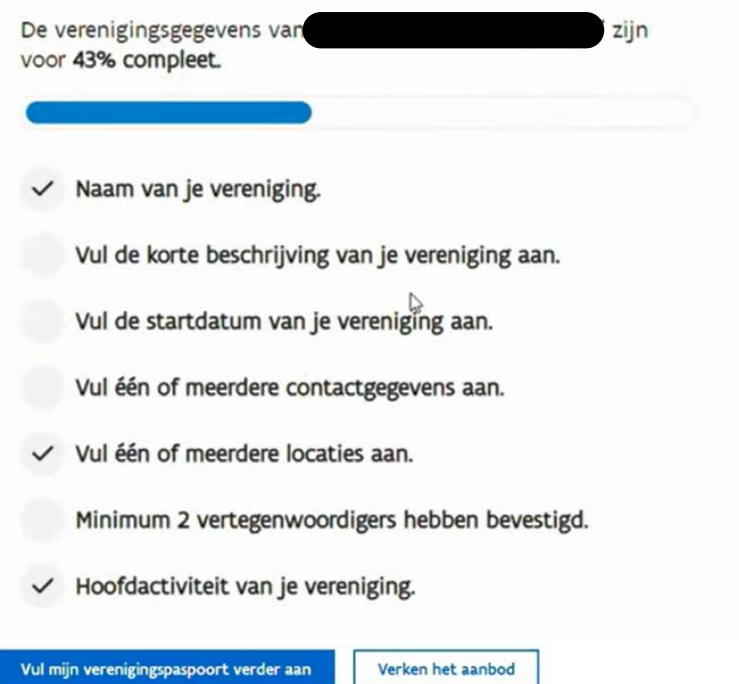 De verenigingsgegevens van zijn
voor 43% compleet.
Naam van je vereniging.
Vul de korte beschrijving van je vereniging aan.
Vul de startdatum van je vereniging aan.
Vul één of meerdere contactgegevens aan.
Vul één of meerdere locaties aan.
Minimum 2 vertegenwoordigers hebben bevestigd.
Hoofdactiviteit van je vereniging.
Vul mijn verenigingspaspoort verder aan
Verken het aanbod